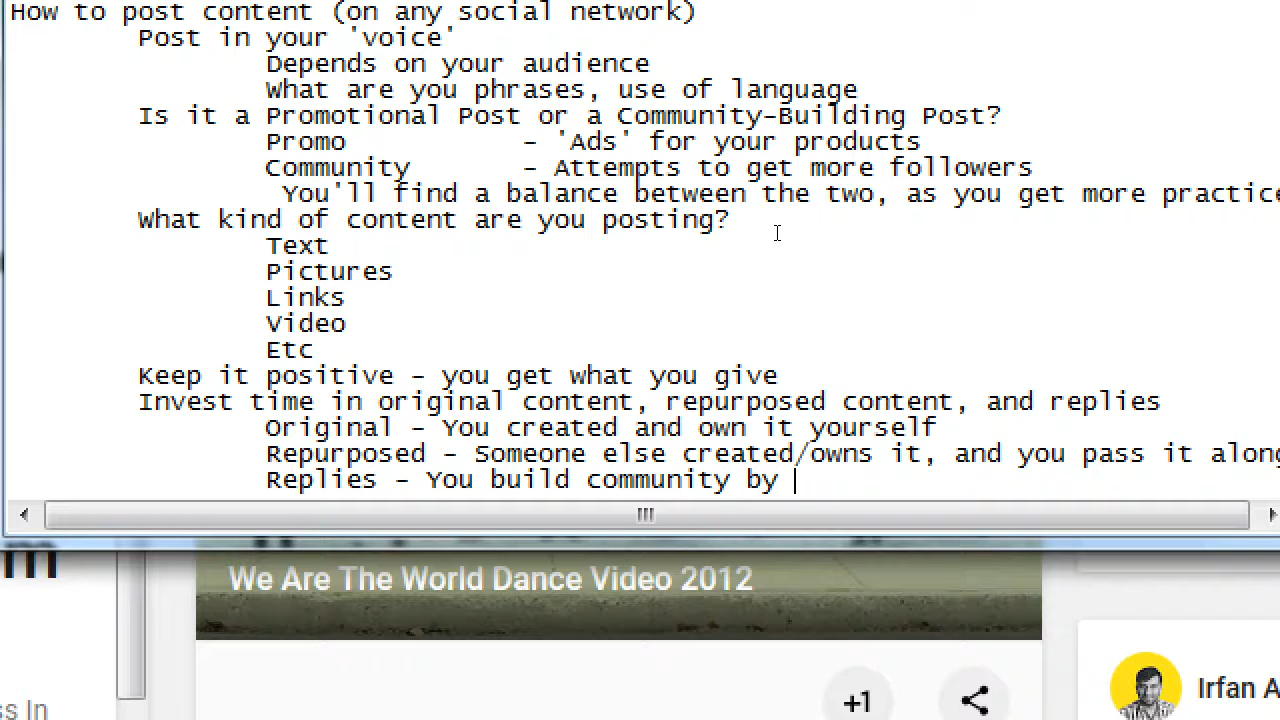 How to post content (on any social network)
Post in your 'voice'
Depends on your audience
What are you phrases, use of language
Is it a Promotional Post or a Community-Building Post?
Promo - 'Ads' for your products
Community - Attempts to get more followers
You'll find a balance between the two, as you get more practice
What kind of content are you posting?
Text
Pictures
Links
Video
Etc
Keep it positive - you get what you give
Invest time in original content, repurposed content, and replies
Original - You created and own it yourself
Repurposed - Someone else created/owns it, and you pass it along
Replies - You build community by
We Are The World Dance Video 2012
+1
Irfan A
ss In